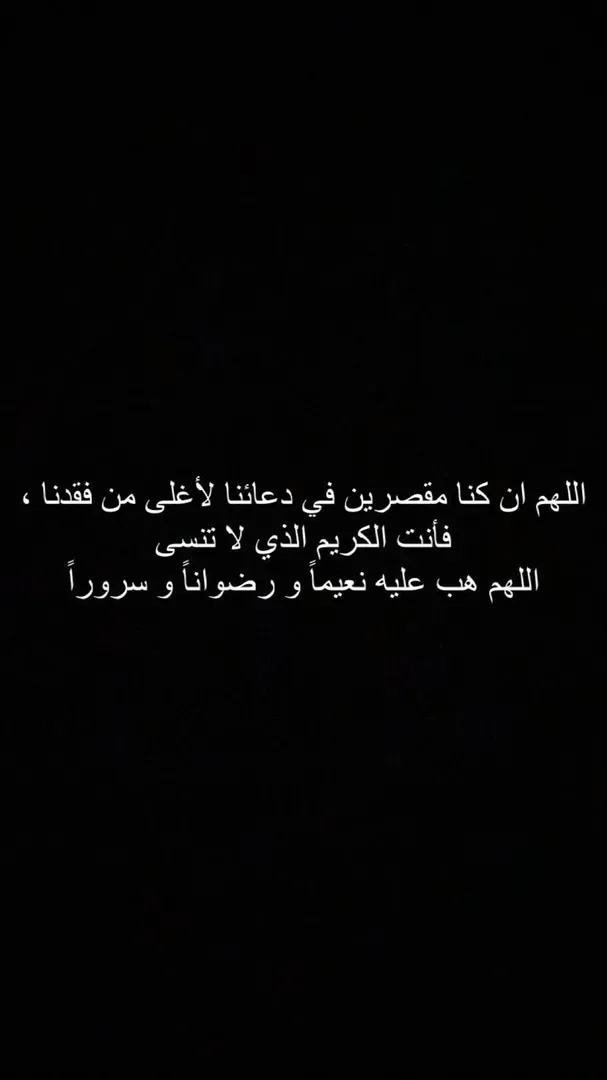 اللهم ان كنا مقصرين في دعائنا لأغلى من فقدنا ،
فأنت الكريم الذي لا تنسى
اللهم هب عليه نعيماً و رضواناً و سروراً